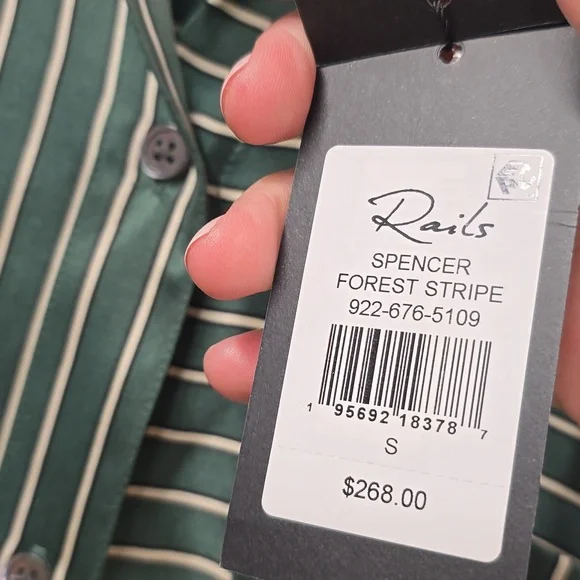 Rails
SPENCER
FOREST STRIPE
922-676-5109
1 95692 18378 7
S
$268.00